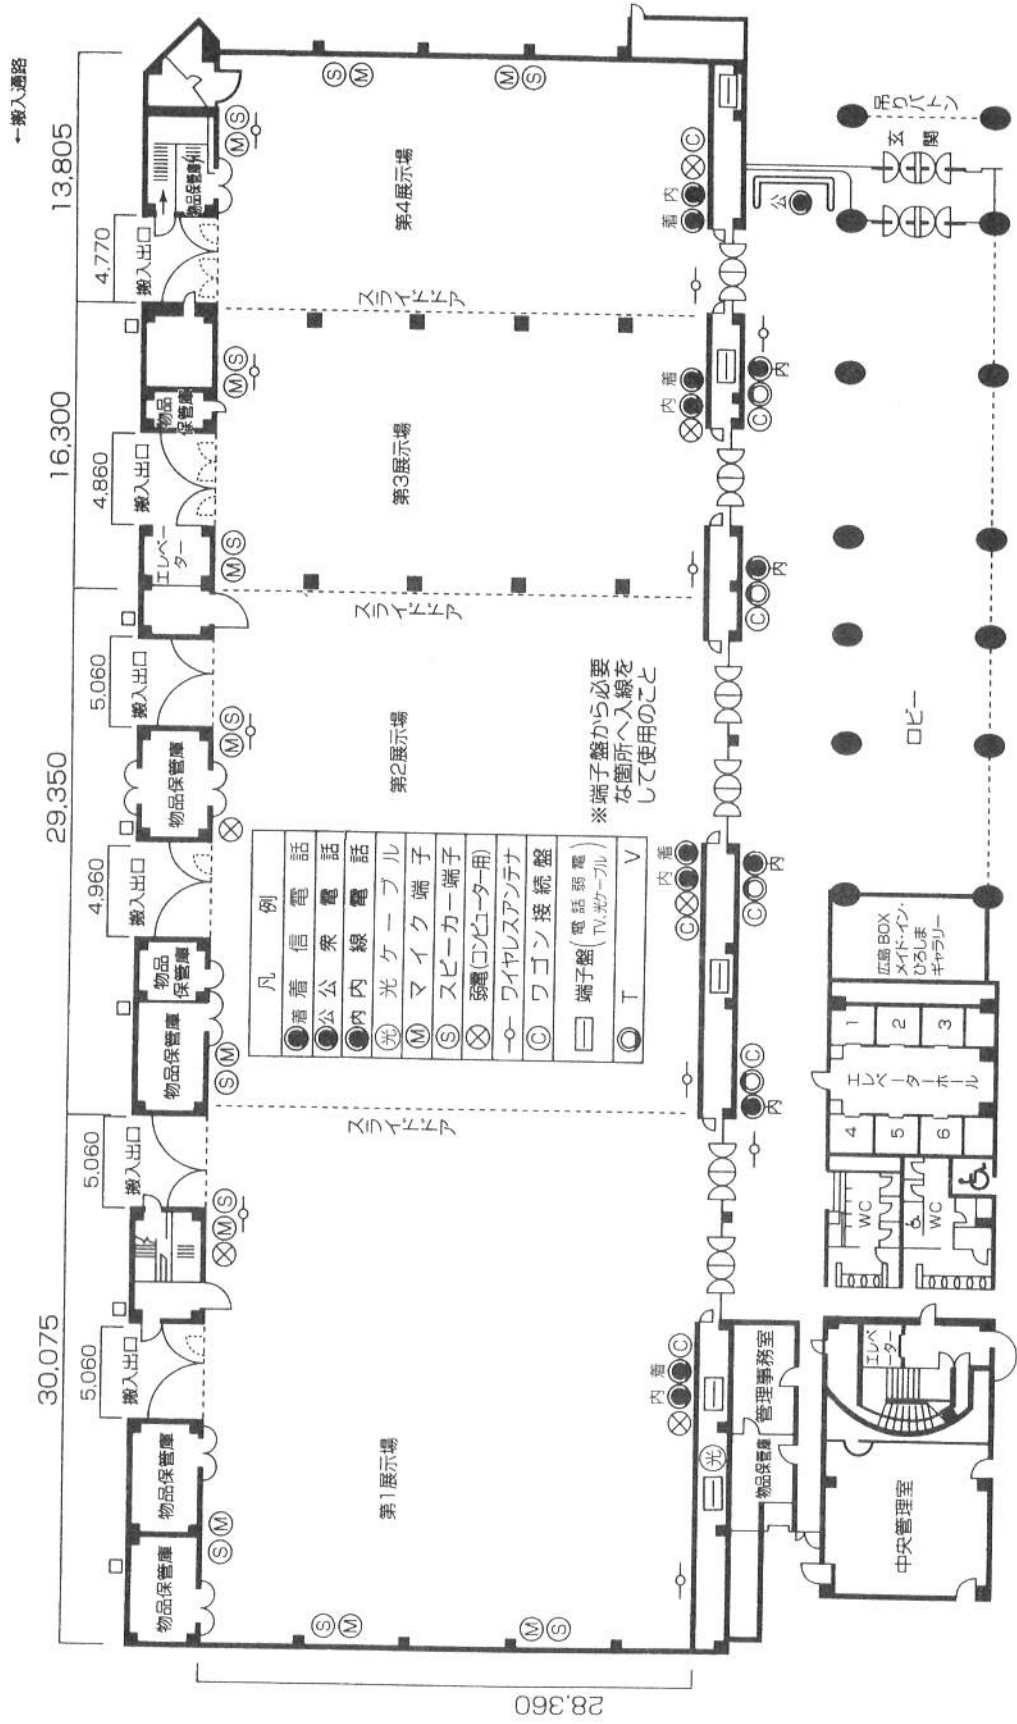 ←搬入通路
30,075
29,350
16,300
13,805
5,060
5,060
4,960
5,060
4,860
4,770
28,360
搬入出口
搬入出口
搬入出口
搬入出口
搬入出口
搬入出口
物品保管庫
物品保管庫
物品保管庫
物品
保管庫
物品保管庫
エレベー
ター
物品
保管庫
物品保管庫
Ⓢ Ⓜ
Ⓜ Ⓢ
Ⓢ Ⓜ
Ⓜ Ⓢ
Ⓜ Ⓢ
Ⓜ Ⓢ
Ⓜ Ⓢ
Ⓢ Ⓜ
Ⓜ Ⓢ
Ⓢ Ⓜ
Ⓜ Ⓢ
第1展示場
スライドドア
第2展示場
スライドドア
第3展示場
スライドドア
第4展示場
凡例
着 着信電話
公 公衆電話
内 内線電話
光 光ケーブル
Ⓜ マイク端子
Ⓢ スピーカー端子
弱電(コンピューター用)
ワイヤレスアンテナ
Ⓒ ワゴン接続盤
端子盤(電話弱電 TV.光ケーブル)
TV
※端子盤から必要
な箇所へ入線を
して使用のこと
内 着 Ⓒ
Ⓒ 内 着
内 着
着 内 Ⓒ
光
内 Ⓒ
Ⓒ 内
Ⓒ 内
Ⓒ 内
公
管理事務室
物品保管庫
中央管理室
エレベー
ター
WC
WC
エレベーターホール
1
2
3
4
5
6
広島BOX
メイド・イン・
ひろしま
ギャラリー
ロビー
玄関
吊りバトン